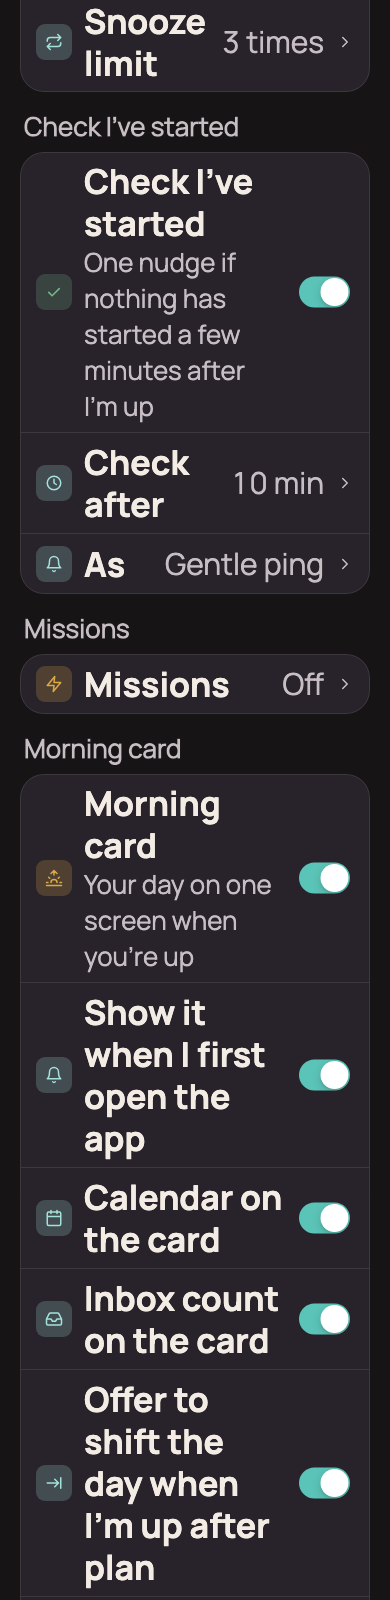 Snooze
limit
3 times
Check I've started
Check I've
started
One nudge if
nothing has
started a few
minutes after
I'm up
Check
after
10 min
As
Gentle ping
Missions
Missions
Off
Morning card
Morning
card
Your day on one
screen when
you're up
Show it
when I first
open the
app
Calendar on
the card
Inbox count
on the card
Offer to
shift the
day when
I'm up after
plan